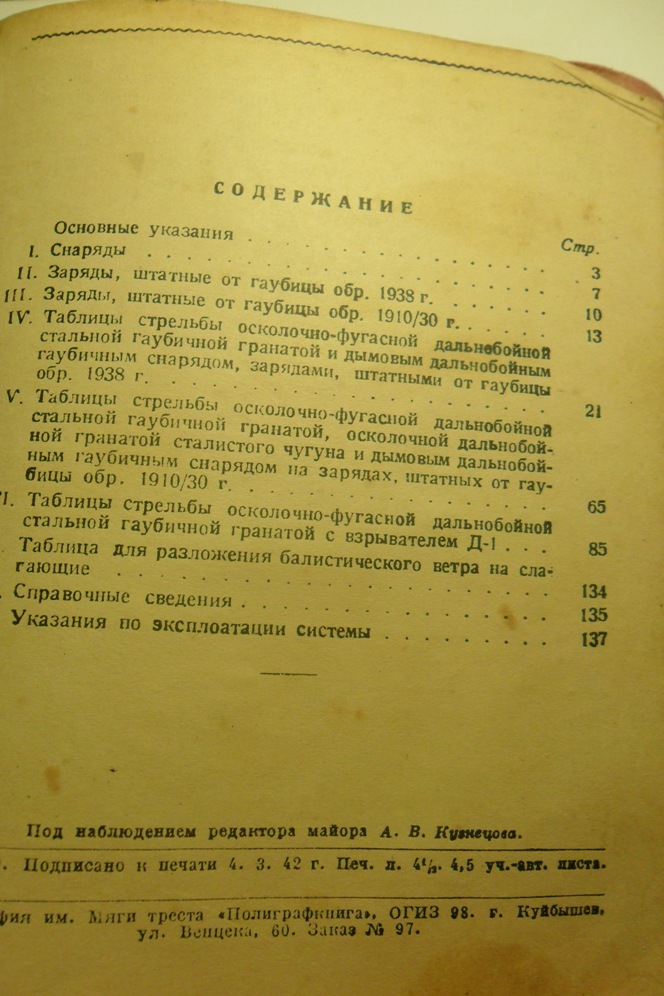 СОДЕРЖАНИЕ
Стр.
Основные указания . . . . . . . . . . . . . . 3
I. Снаряды . . . . . . . . . . . . . . . . . . 7
II. Заряды, штатные от гаубицы обр. 1938 г. . . . . . . 10
III. Заряды, штатные от гаубицы обр. 1910/30 г. . . . . . 13
IV. Таблицы стрельбы осколочно-фугасной дальнебойной
стальной гаубичной гранатой и дымовым дальнобойным
гаубичным снарядом, зарядами, штатными от гаубицы
обр. 1938 г. . . . . . . . . . . . . . . . . . 21
V. Таблицы стрельбы осколочно-фугасной дальнобойной
стальной гаубичной гранатой, осколочной дальнобой-
ной гранатой сталистого чугуна и дымовым дальнобой-
ным гаубичным снарядом на зарядах, штатных от гау-
бицы обр. 1910/30 г. . . . . . . . . . . . . . . 65
I. Таблицы стрельбы осколочно-фугасной дальнобойной
стальной гаубичной гранатой с взрывателем Д-1 . . . 85
. Таблица для разложения балистического ветра на сла-
гающие . . . . . . . . . . . . . . . . . . 134
. Справочные сведения . . . . . . . . . . . . . . 135
Указания по эксплоатации системы . . . . . . . . . 137
Под наблюдением редактора майора А. В. Кузнецова.
. Подписано к печати 4. 3. 42 г. Печ. л. 4¹/₂. 4,5 уч.-авт. листа.
фия им. Мяги треста «Полиграфкнига», ОГИЗ 98. г. Куйбышев,
ул. Венцека, 60. Заказ № 97.